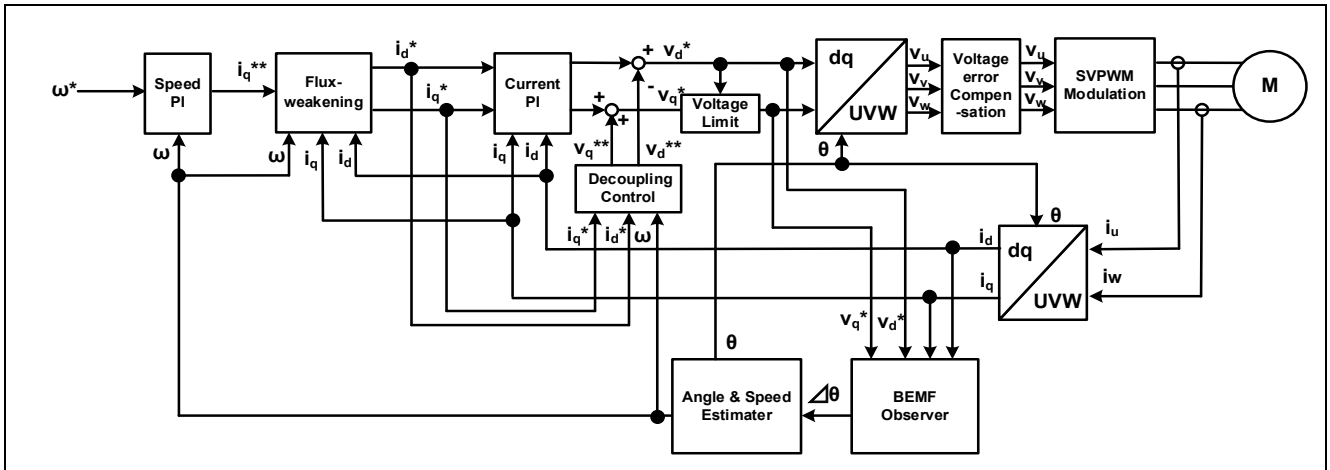 ω*
Speed
PI
iq**
Flux-
weakening
id*
iq*
Current
PI
+
vd*
-
+
+
vq*
Voltage
Limit
dq
UVW
vu
vv
vw
Voltage
error
Compen
-sation
vu
vv
vw
SVPWM
Modulation
M
ω
ω
iq
id
iq
id
vq**
vd**
Decoupling
Control
iq*
id*
ω
θ
θ
id
iq
dq
UVW
iu
iw
vq*
vd*
θ
Angle & Speed
Estimater
⊿θ
BEMF
Observer